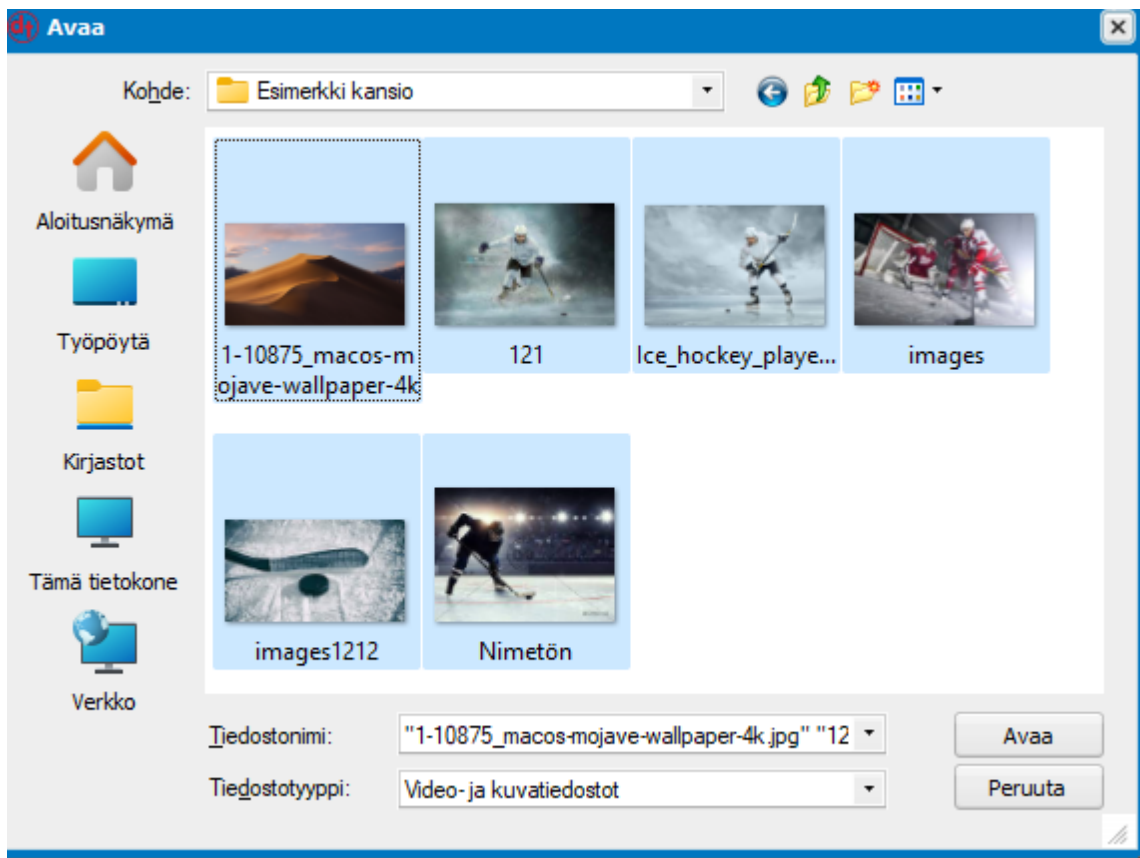 Avaa
Kohde:
Esimerkki kansio
Aloitusnäkymä
Työpöytä
Kirjastot
Tämä tietokone
Verkko
1-10875_macos-m
ojave-wallpaper-4k
121
Ice_hockey_playe...
images
images1212
Nimetön
Tiedostonimi:
"1-10875_macos-mojave-wallpaper-4k.jpg" "12
Avaa
Tiedostotyyppi:
Video- ja kuvatiedostot
Peruuta